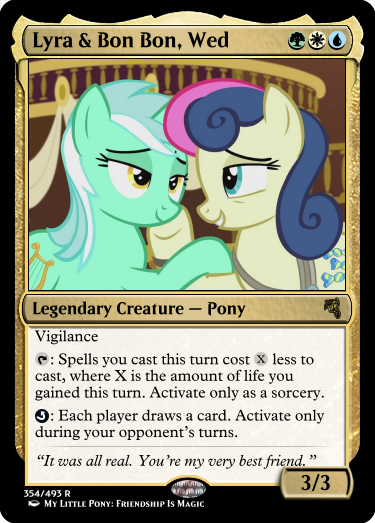 Lyra & Bon Bon, Wed
Legendary Creature — Pony
Vigilance
: Spells you cast this turn cost X less to
cast, where X is the amount of life you
gained this turn. Activate only as a sorcery.
: Each player draws a card. Activate only
during your opponent's turns.
“It was all real. You're my very best friend.”
3/3
354/493 R
My Little Pony: Friendship Is Magic